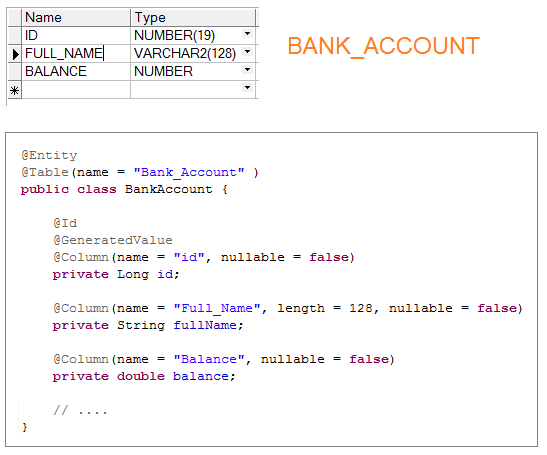 Name Type
ID NUMBER(19)
FULL_NAME VARCHAR2(128)
BALANCE NUMBER
BANK_ACCOUNT
@Entity
@Table(name = "Bank_Account" )
public class BankAccount {
@Id
@GeneratedValue
@Column(name = "id", nullable = false)
private Long id;
@Column(name = "Full_Name", length = 128, nullable = false)
private String fullName;
@Column(name = "Balance", nullable = false)
private double balance;
// ....
}